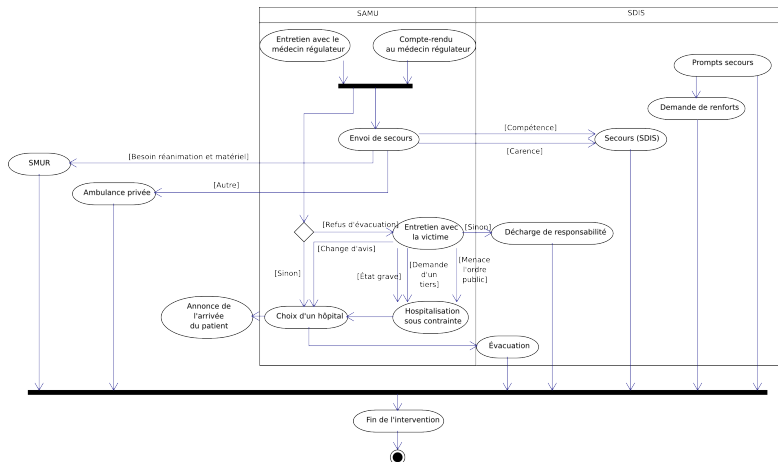 SAMU
SDIS
Entretien avec le
médecin régulateur
Compte-rendu
au médecin régulateur
Prompts secours
Demande de renforts
[Compétence]
Envoi de secours
Secours (SDIS)
[Carence]
[Besoin réanimation et matériel]
SMUR
[Autre]
Ambulance privée
[Refus d'évacuation]
Entretien avec
la victime
[Sinon]
Décharge de responsabilité
[Change d'avis]
[Sinon]
[État grave]
[Demande
d'un
tiers]
[Menace
l'ordre
public]
Annonce de
l'arrivée
du patient
Choix d'un hôpital
Hospitalisation
sous contrainte
Évacuation
Fin de l'intervention